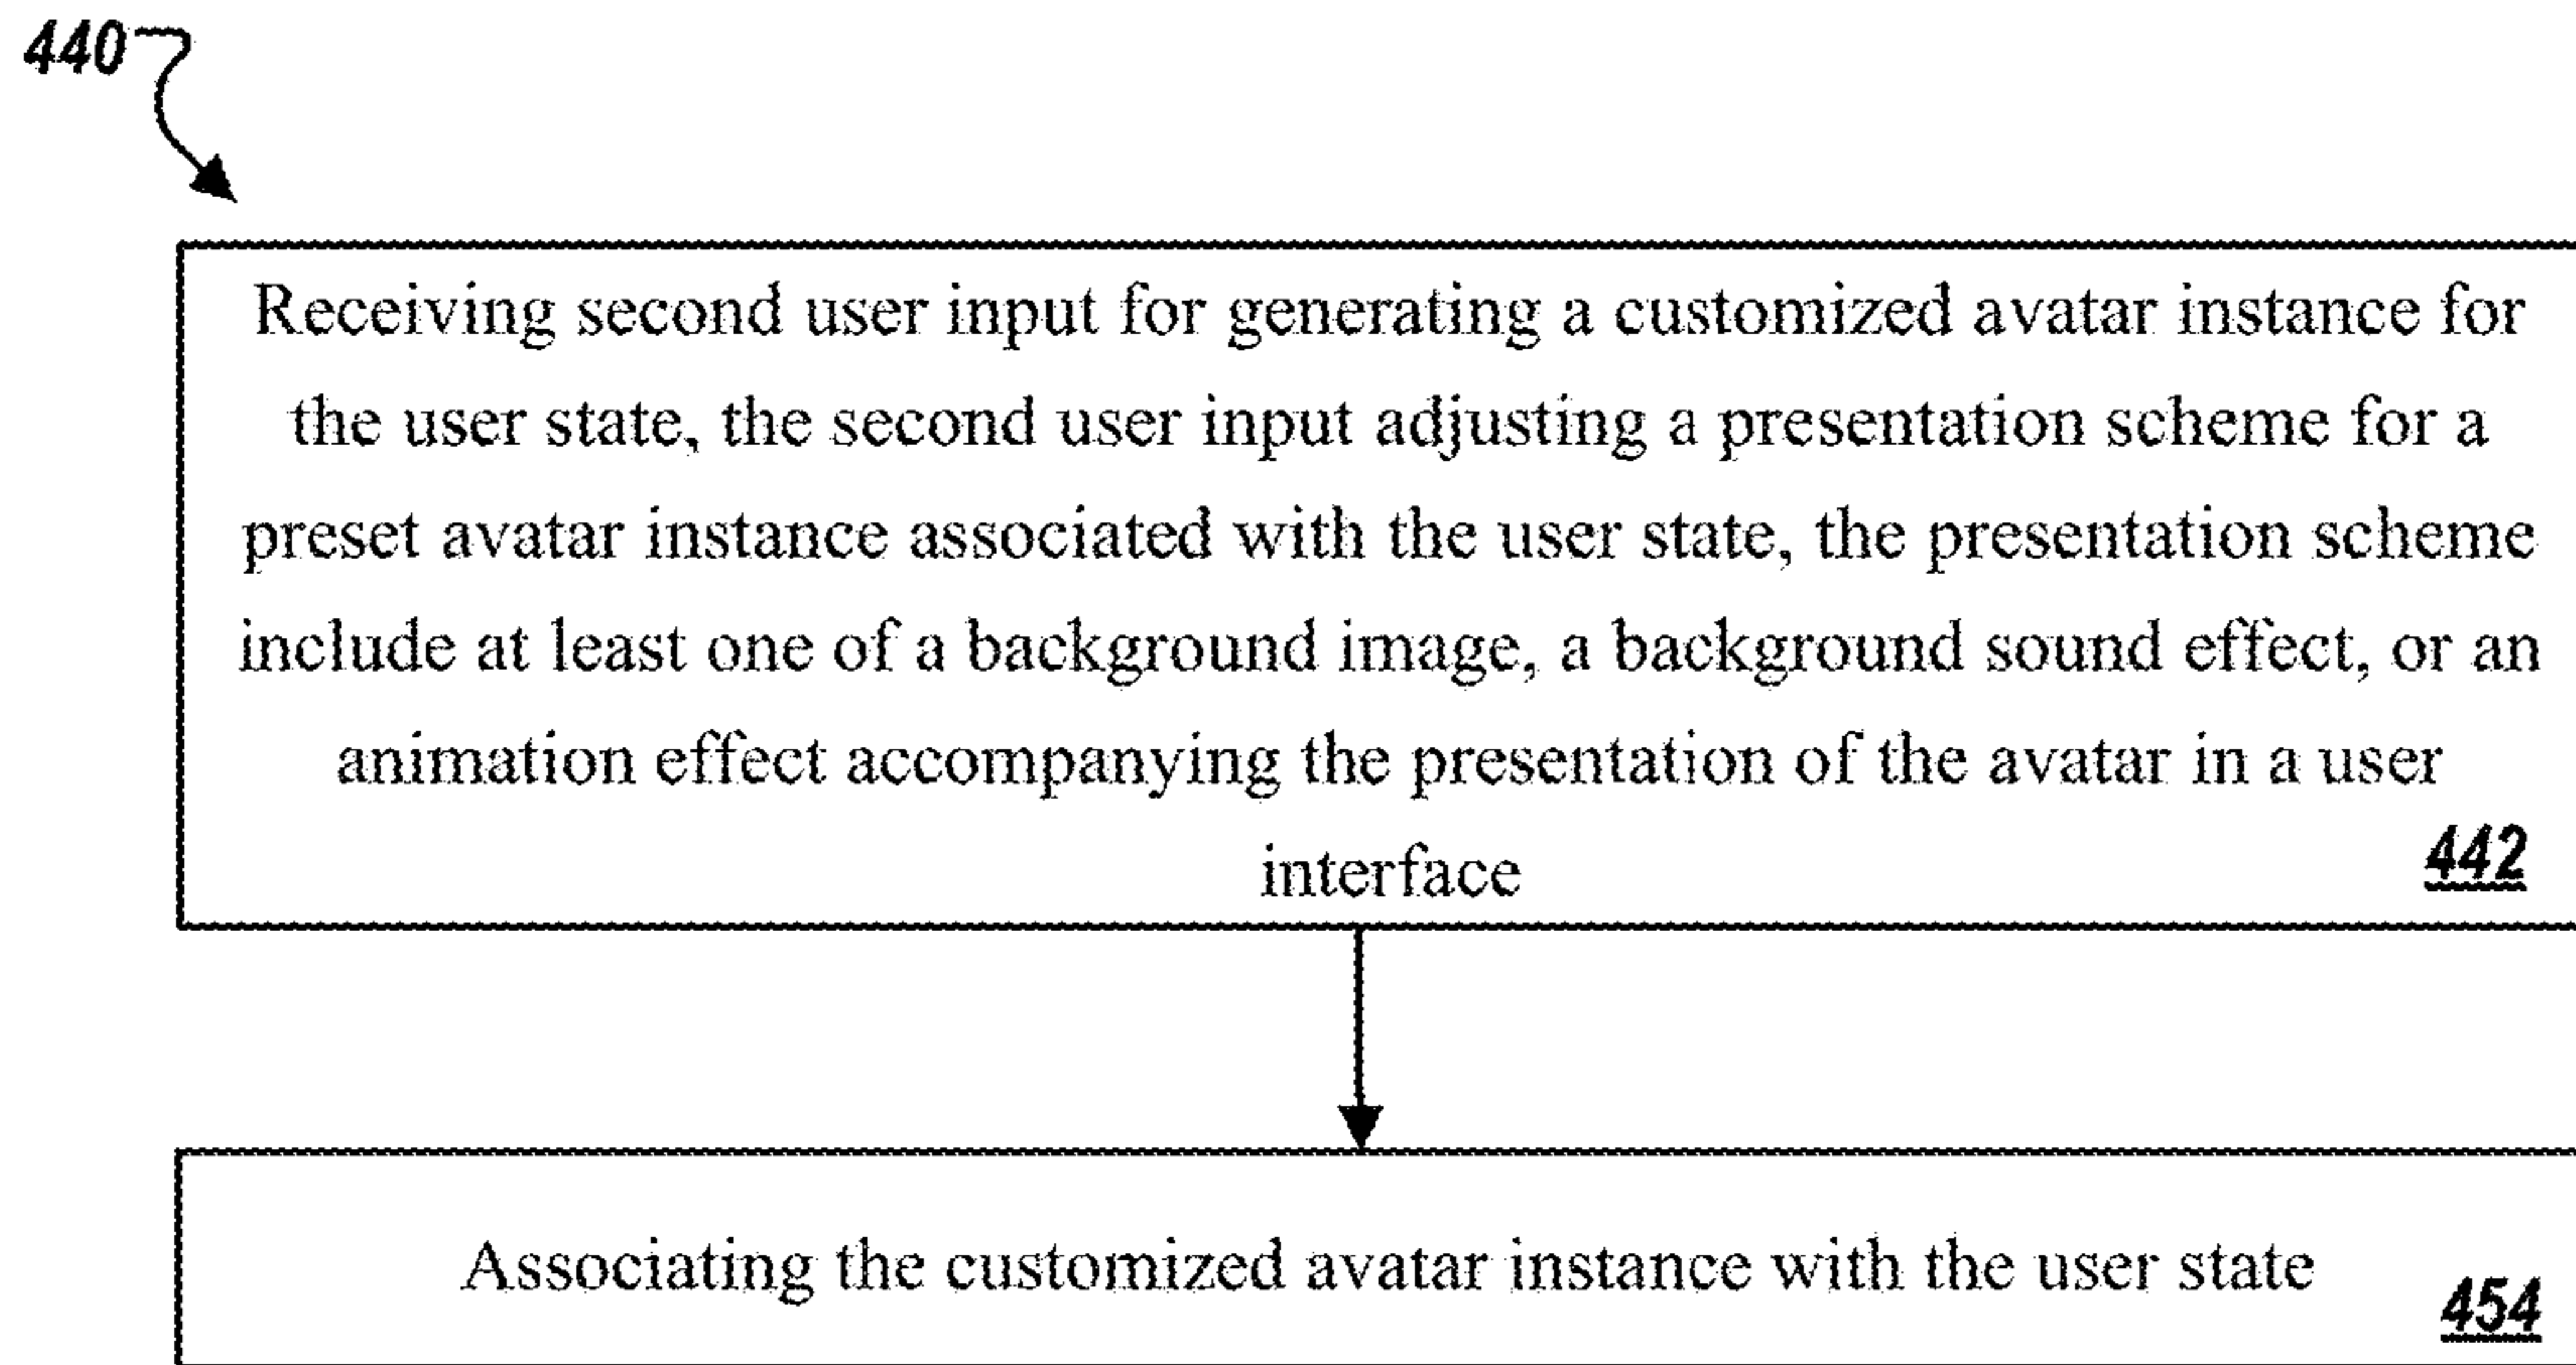 440
Receiving second user input for generating a customized avatar instance for
the user state, the second user input adjusting a presentation scheme for a
preset avatar instance associated with the user state, the presentation scheme
include at least one of a background image, a background sound effect, or an
animation effect accompanying the presentation of the avatar in a user
interface
442
Associating the customized avatar instance with the user state
454